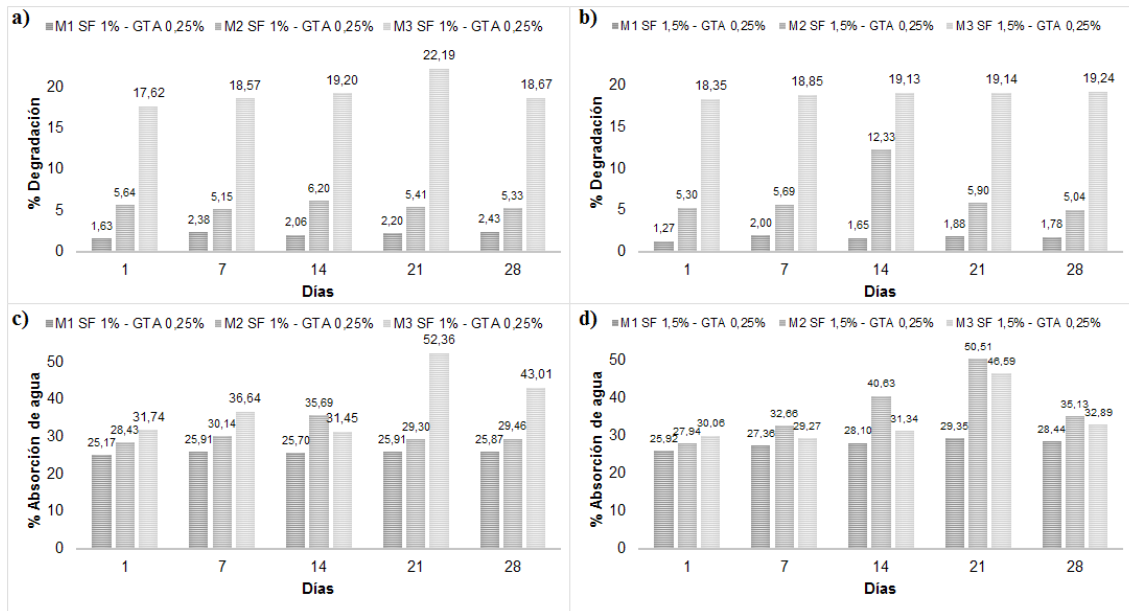 a)
M1 SF 1% - GTA 0,25% M2 SF 1% - GTA 0,25% M3 SF 1% - GTA 0,25%
% Degradación
20
15
10
5
0
1,63 5,64 17,62
2,38 5,15 18,57
2,06 6,20 19,20
2,20 5,41 22,19
2,43 5,33 18,67
1 7 14 21 28
Días
b)
M1 SF 1,5% - GTA 0,25% M2 SF 1,5% - GTA 0,25% M3 SF 1,5% - GTA 0,25%
% Degradación
20
15
10
5
0
1,27 5,30 18,35
2,00 5,69 18,85
1,65 12,33 19,13
1,88 5,90 19,14
1,78 5,04 19,24
1 7 14 21 28
Días
c)
M1 SF 1% - GTA 0,25% M2 SF 1% - GTA 0,25% M3 SF 1% - GTA 0,25%
% Absorción de agua
50
40
30
20
10
0
25,17 28,43 31,74
25,91 30,14 36,64
25,70 35,69 31,45
25,91 29,30 52,36
25,87 29,46 43,01
1 7 14 21 28
Días
d)
M1 SF 1,5% - GTA 0,25% M2 SF 1,5% - GTA 0,25% M3 SF 1,5% - GTA 0,25%
% Absorción de agua
50
40
30
20
10
0
25,92 27,94 30,06
27,36 32,66 29,27
28,10 40,63 31,34
29,35 50,51 46,59
28,44 35,13 32,89
1 7 14 21 28
Días